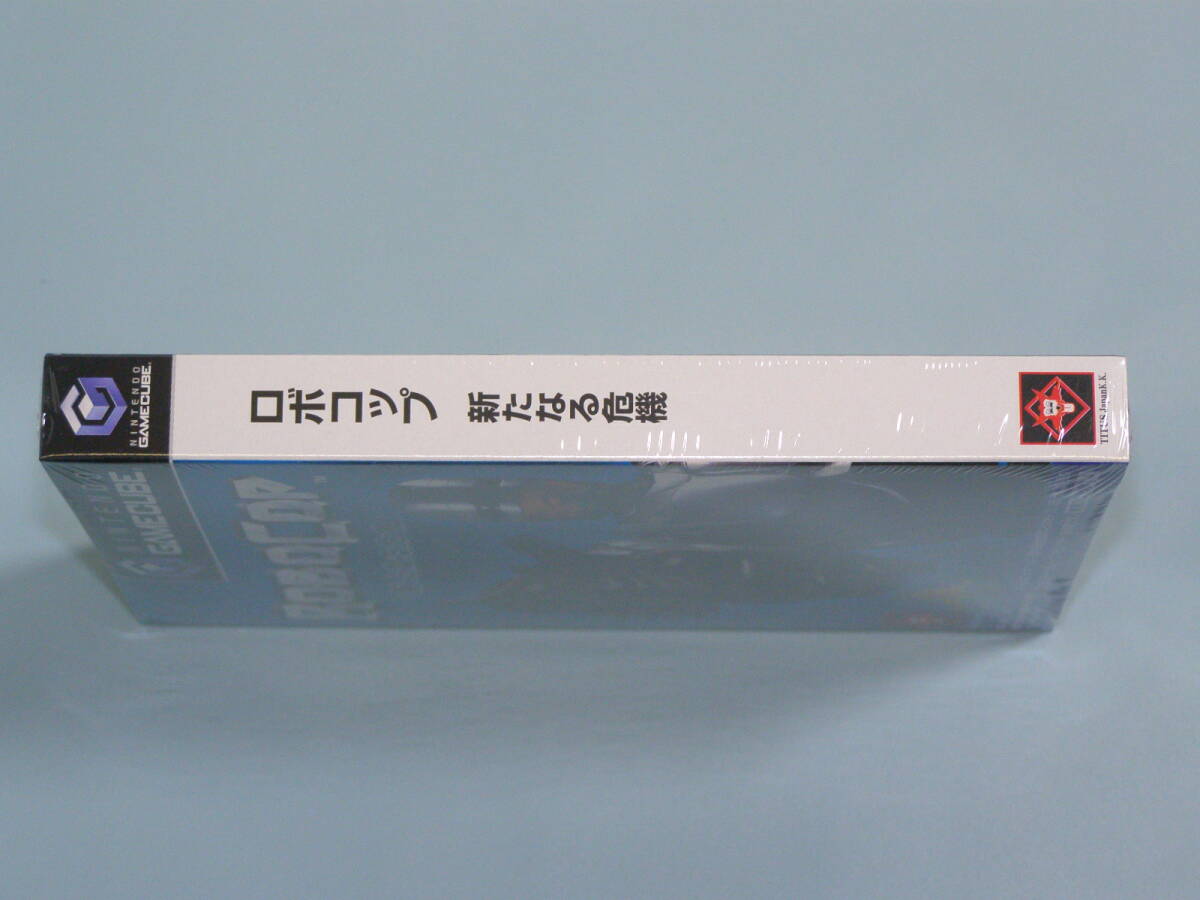 NINTENDO
GAMECUBE
ロボコップ 新たなる危機
TITUS Japan K.K.
NINTENDO
GAMECUBE
ROBOCOP